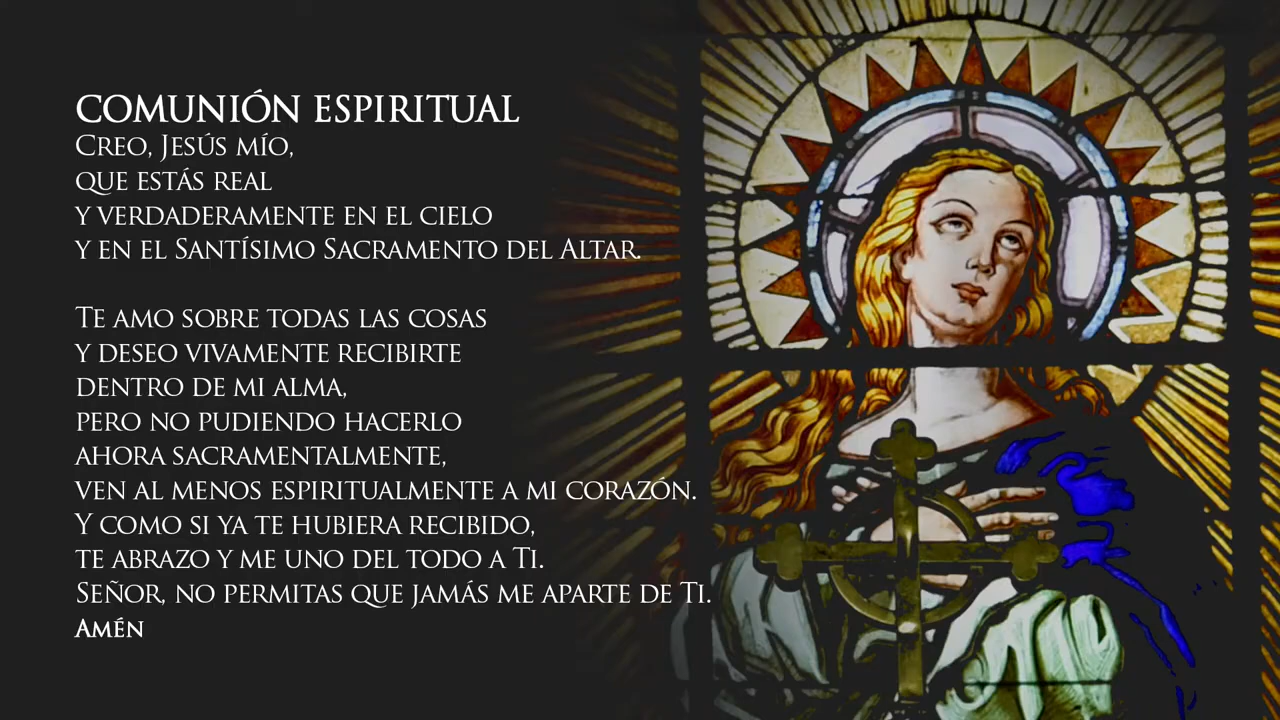 COMUNIÓN ESPIRITUAL
CREO, JESÚS MÍO,
QUE ESTÁS REAL
Y VERDADERAMENTE EN EL CIELO
Y EN EL SANTÍSIMO SACRAMENTO DEL ALTAR.
TE AMO SOBRE TODAS LAS COSAS
Y DESEO VIVAMENTE RECIBIRTE
DENTRO DE MI ALMA,
PERO NO PUDIENDO HACERLO
AHORA SACRAMENTALMENTE,
VEN AL MENOS ESPIRITUALMENTE A MI CORAZÓN.
Y COMO SI YA TE HUBIERA RECIBIDO,
TE ABRAZO Y ME UNO DEL TODO A TI.
SEÑOR, NO PERMITAS QUE JAMÁS ME APARTE DE TI.
AMÉN